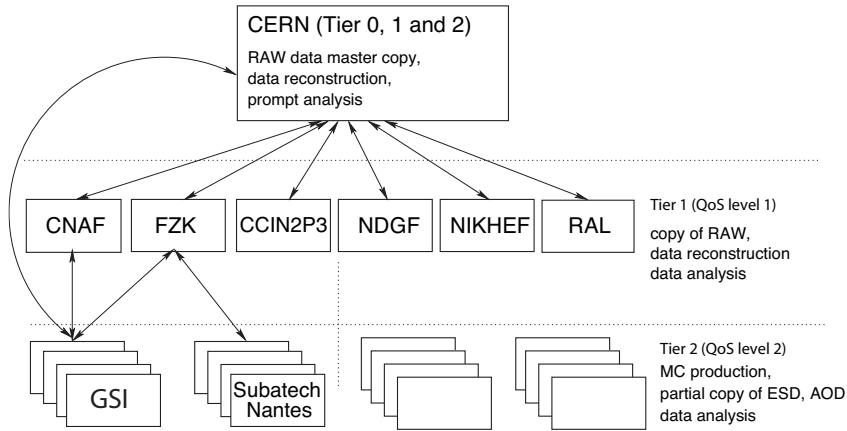 CERN (Tier 0, 1 and 2)
RAW data master copy,
data reconstruction,
prompt analysis
CNAF
FZK
CCIN2P3
NDGF
NIKHEF
RAL
Tier 1 (QoS level 1)
copy of RAW,
data reconstruction
data analysis
GSI
Subatech
Nantes
Tier 2 (QoS level 2)
MC production,
partial copy of ESD, AOD
data analysis